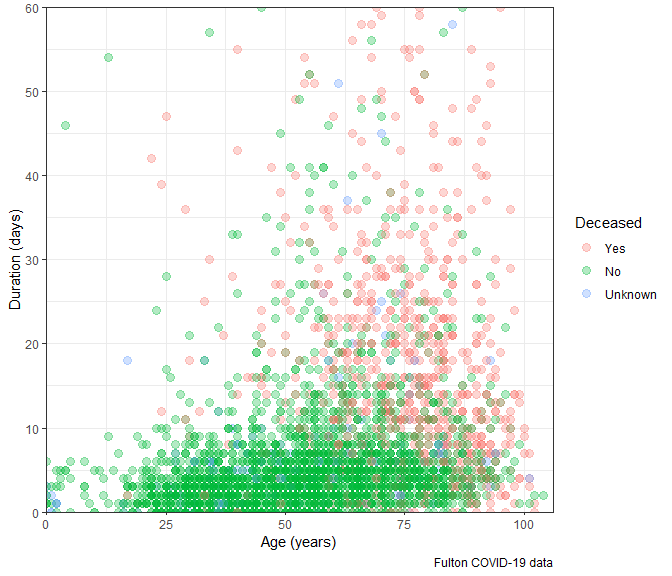 60
50
40
30
20
10
0
Duration (days)
0 25 50 75 100
Age (years)
Deceased
Yes
No
Unknown
Fulton COVID-19 data